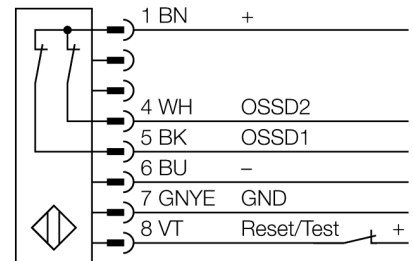 1 BN +
4 WH OSSD2
5 BK OSSD1
6 BU –
7 GNYE GND
8 VT Reset/Test +